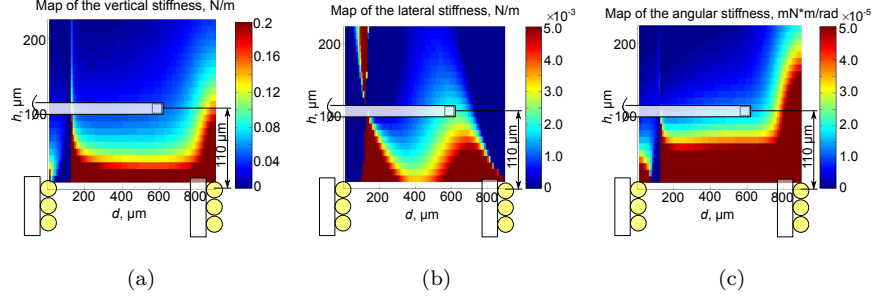 Map of the vertical stiffness, N/m
200
100
h, µm
110 µm
200 400 600 800
d, µm
0.2
0.16
0.12
0.08
0.04
0
(a)
Map of the lateral stiffness, N/m
×10⁻³
200
100
h, µm
110 µm
200 400 600 800
d, µm
5.0
4.0
3.0
2.0
1.0
0
(b)
Map of the angular stiffness, mN*m/rad
×10⁻⁵
200
100
h, µm
110 µm
200 400 600 800
d, µm
5.0
4.0
3.0
2.0
1.0
0
(c)